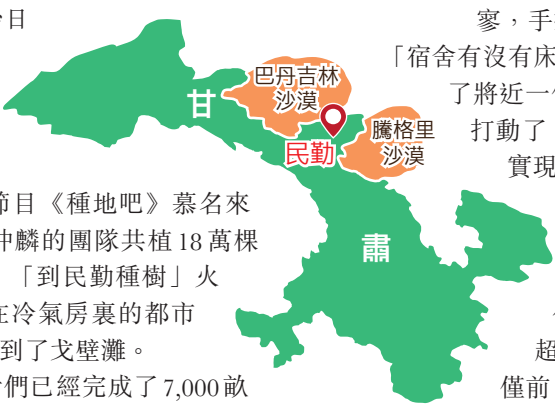 日
節目《種地吧》慕名來
麟的團隊共植18萬棵
「到民勤種樹」火
在冷氣房裏的都市
到了戈壁灘。
們已經完成了7,000畝
甘
肅
巴丹吉林
沙漠
騰格里
沙漠
民勤
寥，手
「宿舍有沒有床
了將近一
打動了
實現
超
僅前